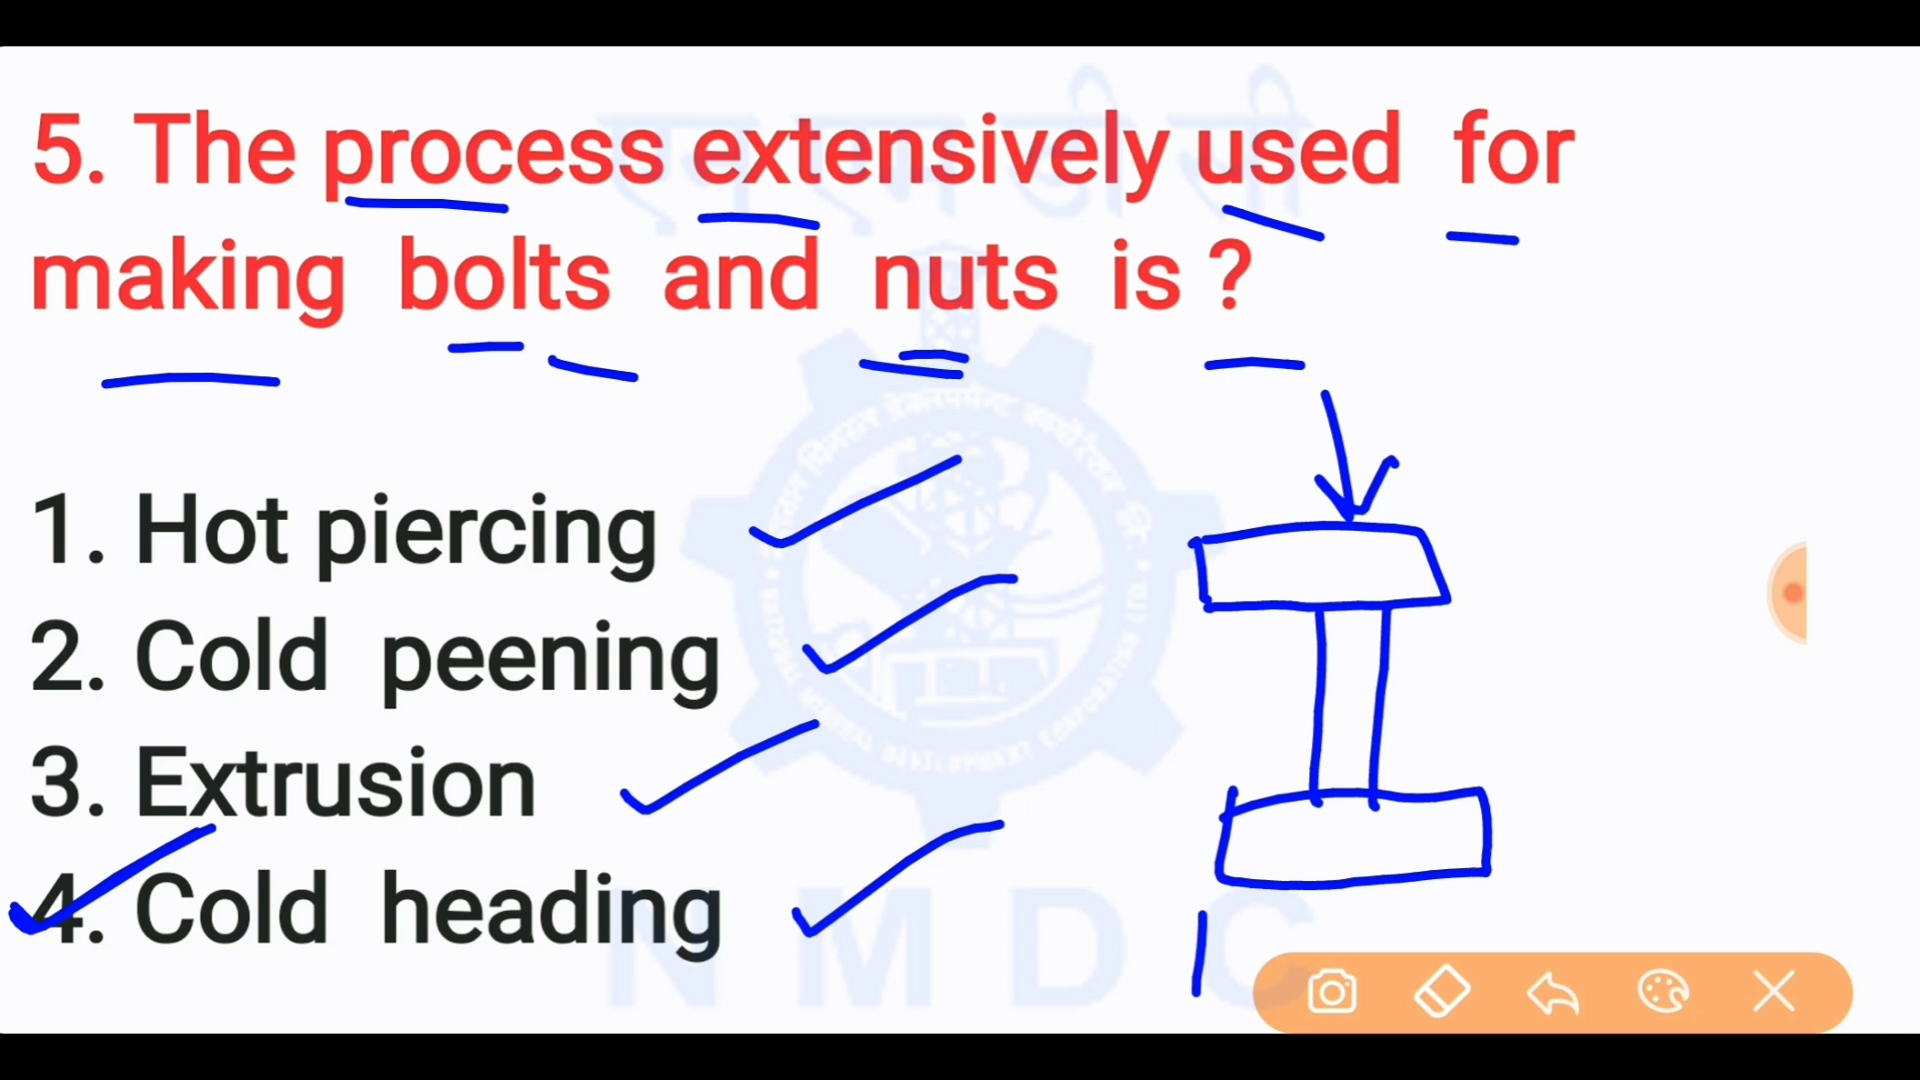 5. The process extensively used for
making bolts and nuts is ?
1. Hot piercing
2. Cold peening
3. Extrusion
4. Cold heading
N M D C